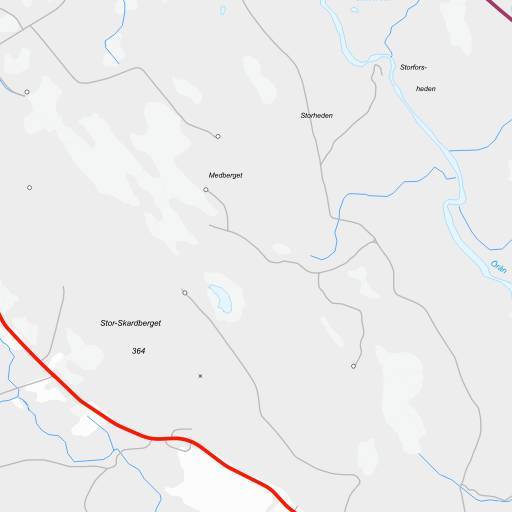 Storfors-
heden
Storheden
Medberget
Örån
Stor-Skardberget
364